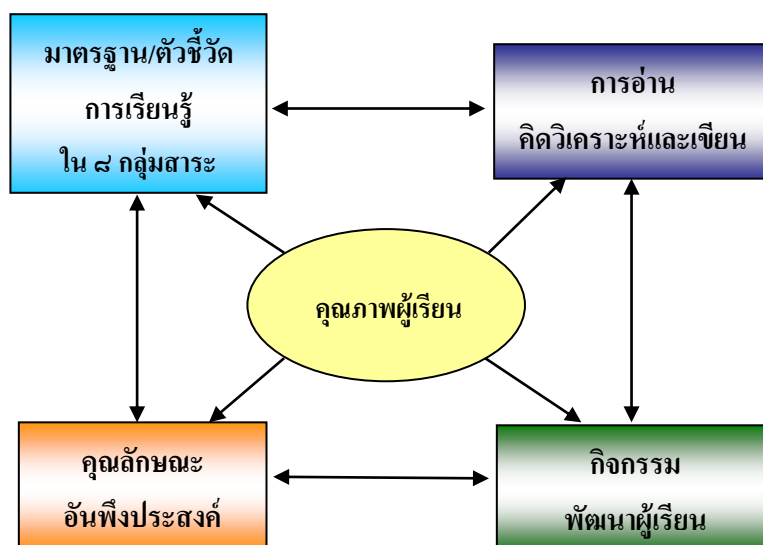 มาตรฐาน/ตัวชี้วัด
การเรียนรู้
ใน ๘ กลุ่มสาระ
การอ่าน
คิดวิเคราะห์และเขียน
คุณภาพผู้เรียน
คุณลักษณะ
อันพึงประสงค์
กิจกรรม
พัฒนาผู้เรียน